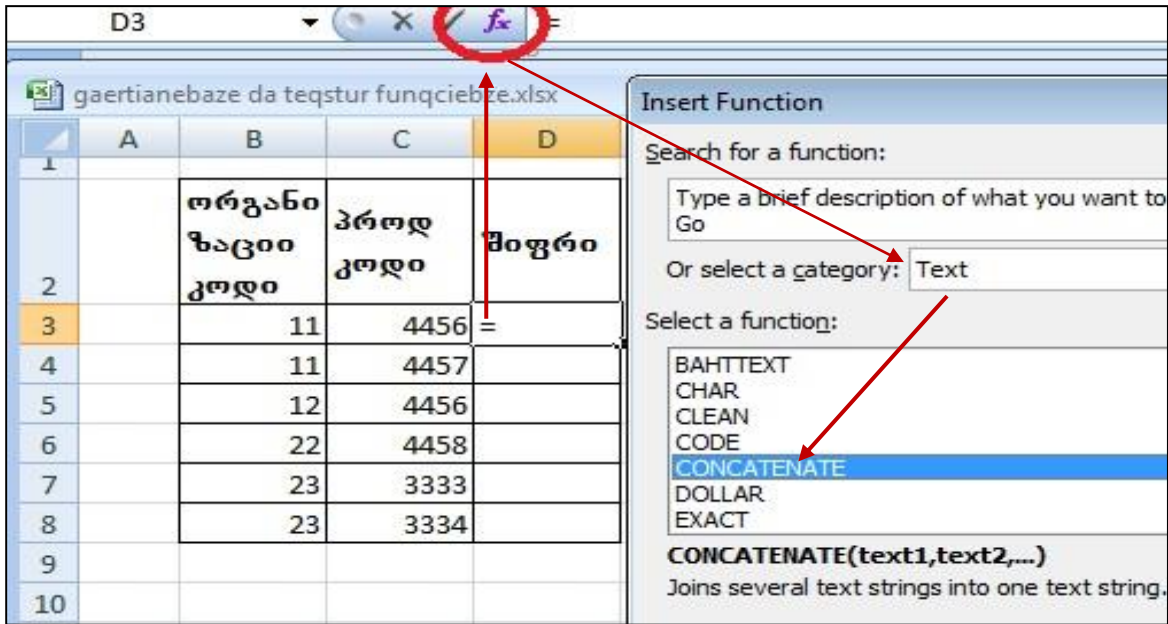 D3 fx =
gaertianebaze da teqstur funqciebze.xlsx
A B C D
1
2 ორგანი ზაციი კოდი პროდ კოდი შიფრი
3 11 4456 =
4 11 4457
5 12 4456
6 22 4458
7 23 3333
8 23 3334
9
10
Insert Function
Search for a function:
Type a brief description of what you want to
Go
Or select a category: Text
Select a function:
BAHTTEXT
CHAR
CLEAN
CODE
CONCATENATE
DOLLAR
EXACT
CONCATENATE(text1,text2,...)
Joins several text strings into one text string.